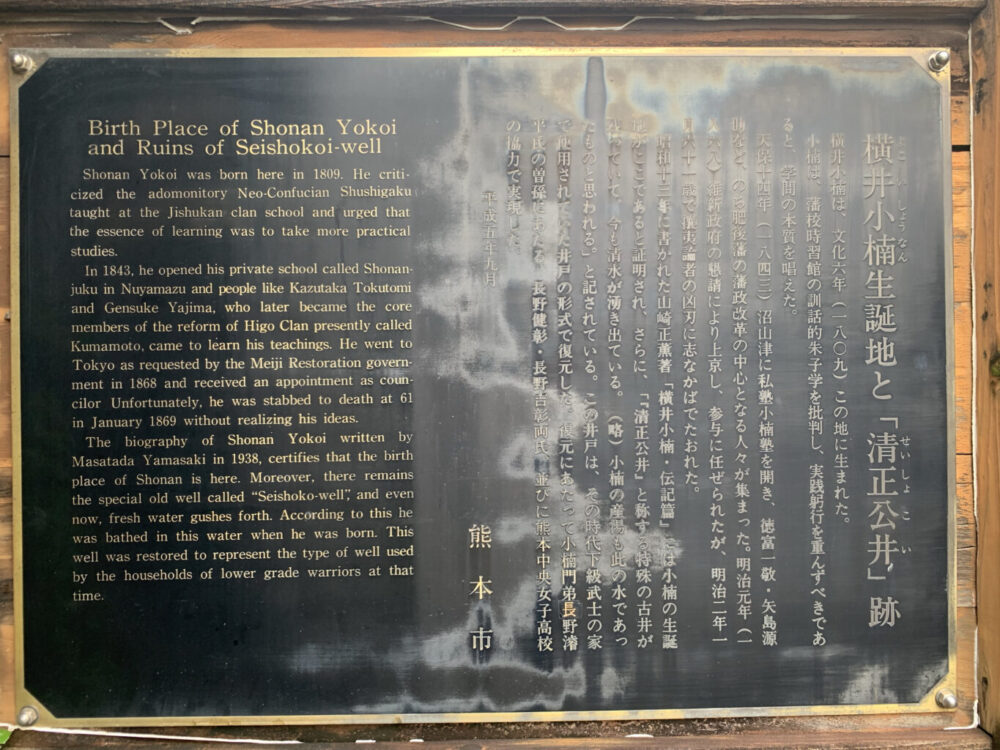 Birth Place of Shonan Yokoi
and Ruins of Seishokoi-well
Shonan Yokoi was born here in 1809. He criti-
cized the adomonitory Neo-Confucian Shushigaku
taught at the Jishukan clan school and urged that
the essence of learning was to take more practical
studies.
In 1843, he opened his private school called Shonan-
juku in Nuyamazu and people like Kazutaka Tokutomi
and Gensuke Yajima, who later became the core
members of the reform of Higo Clan presently called
Kumamoto, came to learn his teachings. He went to
Tokyo as requested by the Meiji Restoration govern-
ment in 1868 and received an appointment as coun-
cilor Unfortunately, he was stabbed to death at 61
in January 1869 without realizing his ideas.
The biography of Shonan Yokoi written by
Masatada Yamasaki in 1938, certifies that the birth
place of Shonan is here. Moreover, there remains
the special old well called “Seishoko-well”, and even
now, fresh water gushes forth. According to this he
was bathed in this water when he was born. This
well was restored to represent the type of well used
by the households of lower grade warriors at that
time.
横井小楠生誕地と「清正公井」跡
よこ い しょう なん せい しょ こ い
横井小楠は、文化六年（一八〇九）この地に生まれた。
小楠は、藩校時習館の訓話的朱子学を批判し、実践躬行を重んずべきであ
ると、学問の本質を唱えた。
天保十四年（一八四三）沼山津に私塾小楠塾を開き、徳富一敬・矢島源
助など、のち肥後藩の藩政改革の中心となる人々が集まった。明治元年（一
八六八）維新政府の懇請により上京し、参与に任ぜられたが、明治二年一
月六十一歳で攘夷論者の凶刃に志なかばでたおれた。
昭和十三年に書かれた山崎正薫著「横井小楠・伝記篇」には小楠の生誕
地がここであると証明され、さらに、「「清正公井」と称する特殊の古井が
残っていて、今も清水が湧き出ている。（略）小楠の産湯も此の水であっ
たものと思われる。」と記されている。この井戸は、その時代下級武士の家
で使用されていた井戸の形式で復元した。復元にあたって小楠門弟長野濬
平氏の曽孫にあたる、長野健彰・長野吉彰両氏、並びに熊本中央女子高校
の協力で実現した。
平成五年九月
熊本市